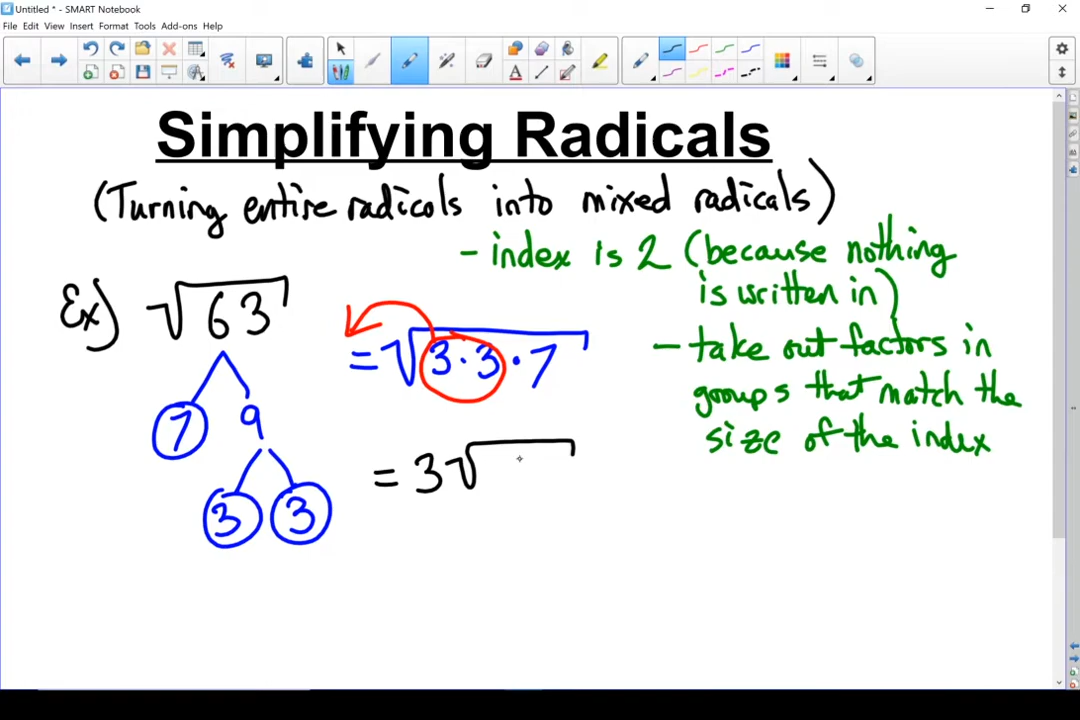 Untitled * - SMART Notebook
File Edit View Insert Format Tools Add-ons Help
Simplifying Radicals
(Turning entire radicals into mixed radicals)
- index is 2 (because nothing
is written in)
Ex) √63
= √3·3·7
- take out factors in
groups that match the
size of the index
7 9
= 3√
3 3